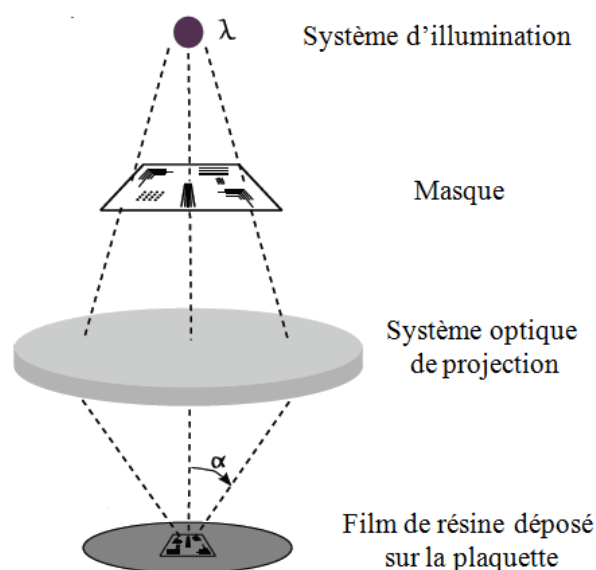 λ
Système d’illumination
Masque
Système optique
de projection
α
Film de résine déposé
sur la plaquette